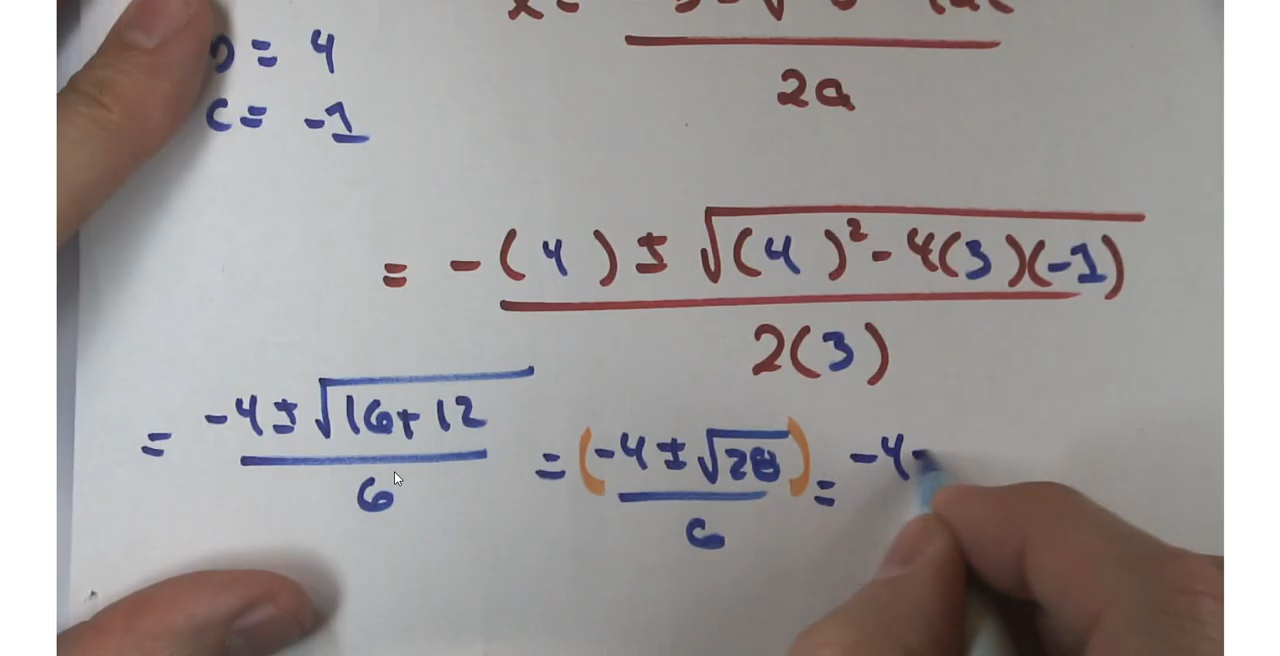 b = 4
c = -1
2a
= -(4) ± √(4)² - 4(3)(-1)
2(3)
= -4 ± √16 + 12 = (-4 ± √28) = -4
6 6